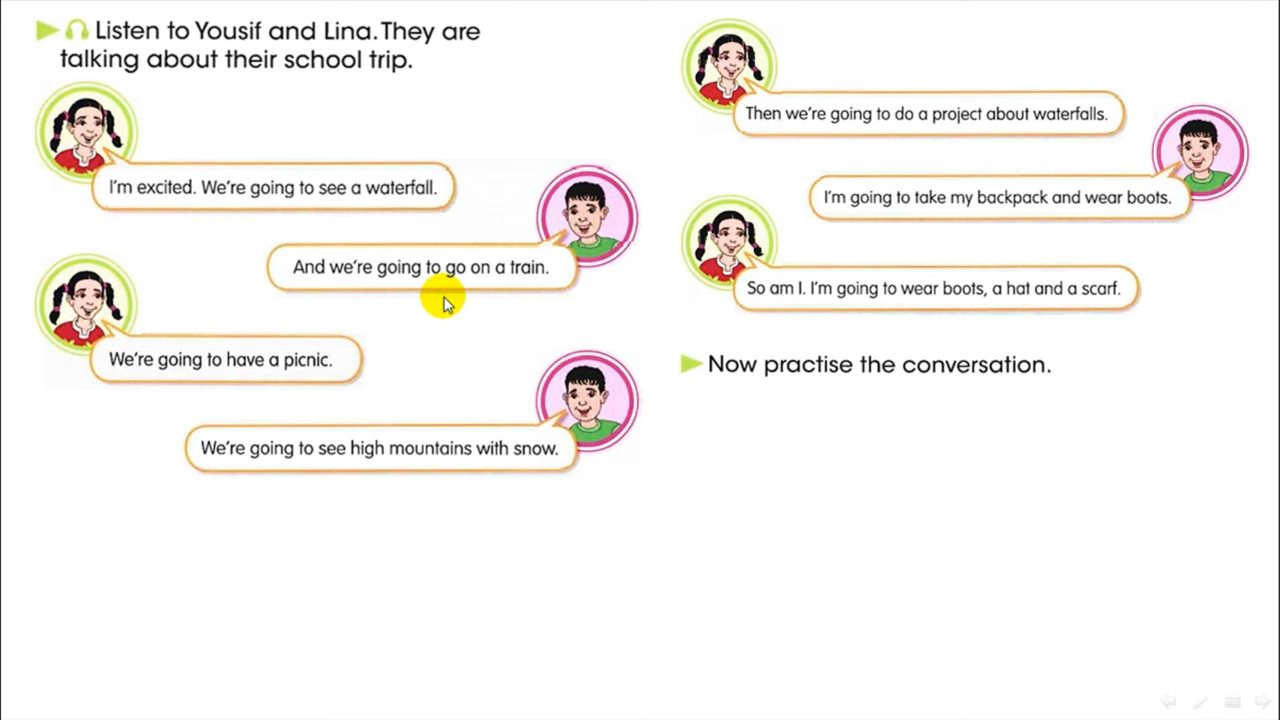 Listen to Yousif and Lina. They are
talking about their school trip.
I'm excited. We're going to see a waterfall.
And we're going to go on a train.
We're going to have a picnic.
We're going to see high mountains with snow.
Then we're going to do a project about waterfalls.
I'm going to take my backpack and wear boots.
So am I. I'm going to wear boots, a hat and a scarf.
Now practise the conversation.